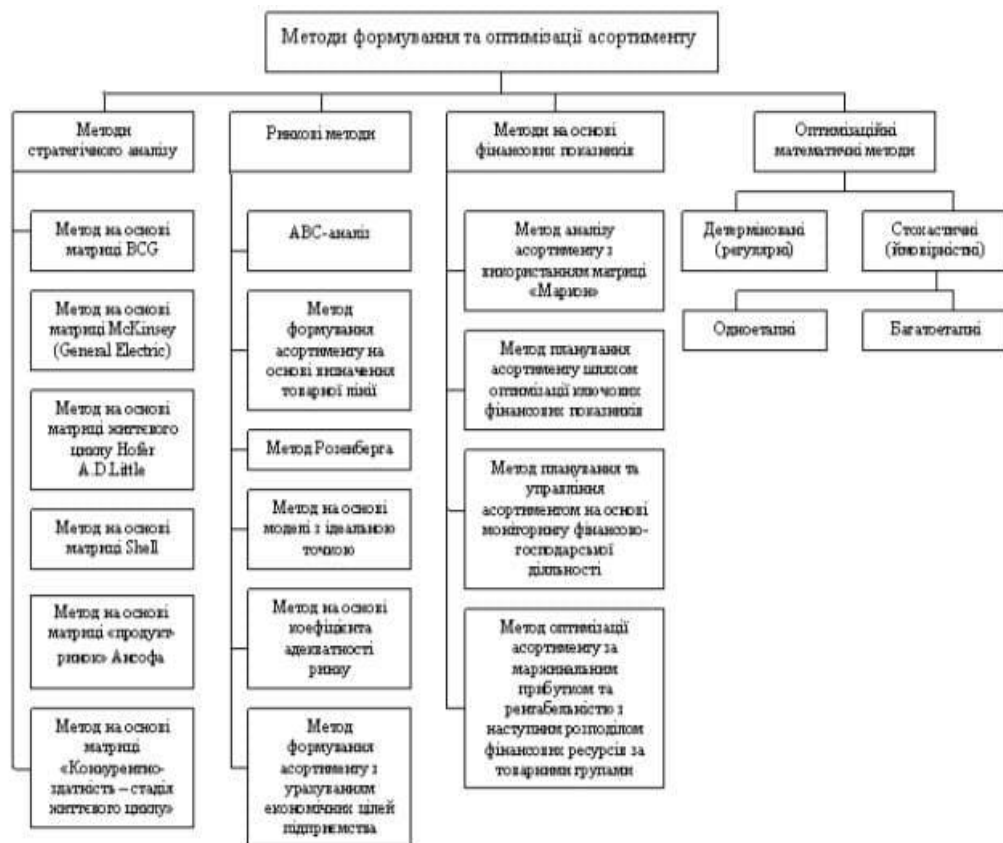 Методи формування та оптимізації асортименту
Методи
стратегічного аналізу
Метод на основі
матриці BCG
Метод на основі
матриці McKinsey
(General Electric)
Метод на основі
матриці життєвого
циклу Hofer
A.D.Little
Метод на основі
матриці Shell
Метод на основі
матриці «продукт-
ринок» Ансофа
Метод на основі
матриці
«Конкуренто-
здатність – стадія
життєвого циклу»
Ринкові методи
АВС-аналіз
Метод
формування
асортименту на
основі визначення
товарної лінії
Метод Розенберга
Метод на основі
моделі з ідеальною
точкою
Метод на основі
коефіцієнта
адекватності
ринку
Метод
формування
асортименту з
урахуванням
економічних цілей
підприємства
Методи на основі
фінансових показників
Метод аналізу
асортименту з
використанням матриці
«Марион»
Метод планування
асортименту шляхом
оптимізації ключових
фінансових показників
Метод планування та
управління
асортиментом на основі
моніторингу фінансово-
господарської
діяльності
Метод оптимізації
асортименту за
маржинальним
прибутком та
рентабельністю з
наступним розподілом
фінансових ресурсів за
товарними групами
Оптимізаційні
математичні методи
Детерміновані
(регулярні)
Стохастичні
(ймовірністні)
Одноетапні
Багатоетапні